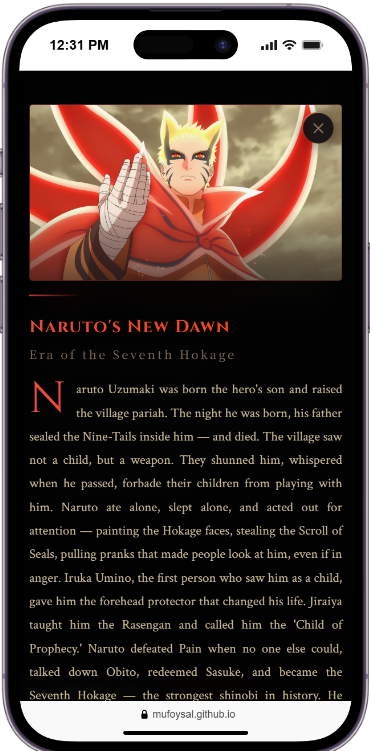 12:31 PM
Naruto's New Dawn
Era of the Seventh Hokage
Naruto Uzumaki was born the hero's son and raised
the village pariah. The night he was born, his father
sealed the Nine-Tails inside him — and died. The village saw
not a child, but a weapon. They shunned him, whispered
when he passed, forbade their children from playing with
him. Naruto ate alone, slept alone, and acted out for
attention — painting the Hokage faces, stealing the Scroll of
Seals, pulling pranks that made people look at him, even if in
anger. Iruka Umino, the first person who saw him as a child,
gave him the forehead protector that changed his life. Jiraiya
taught him the Rasengan and called him the 'Child of
Prophecy.' Naruto defeated Pain when no one else could,
talked down Obito, redeemed Sasuke, and became the
Seventh Hokage — the strongest shinobi in history. He
mufoysal.github.io